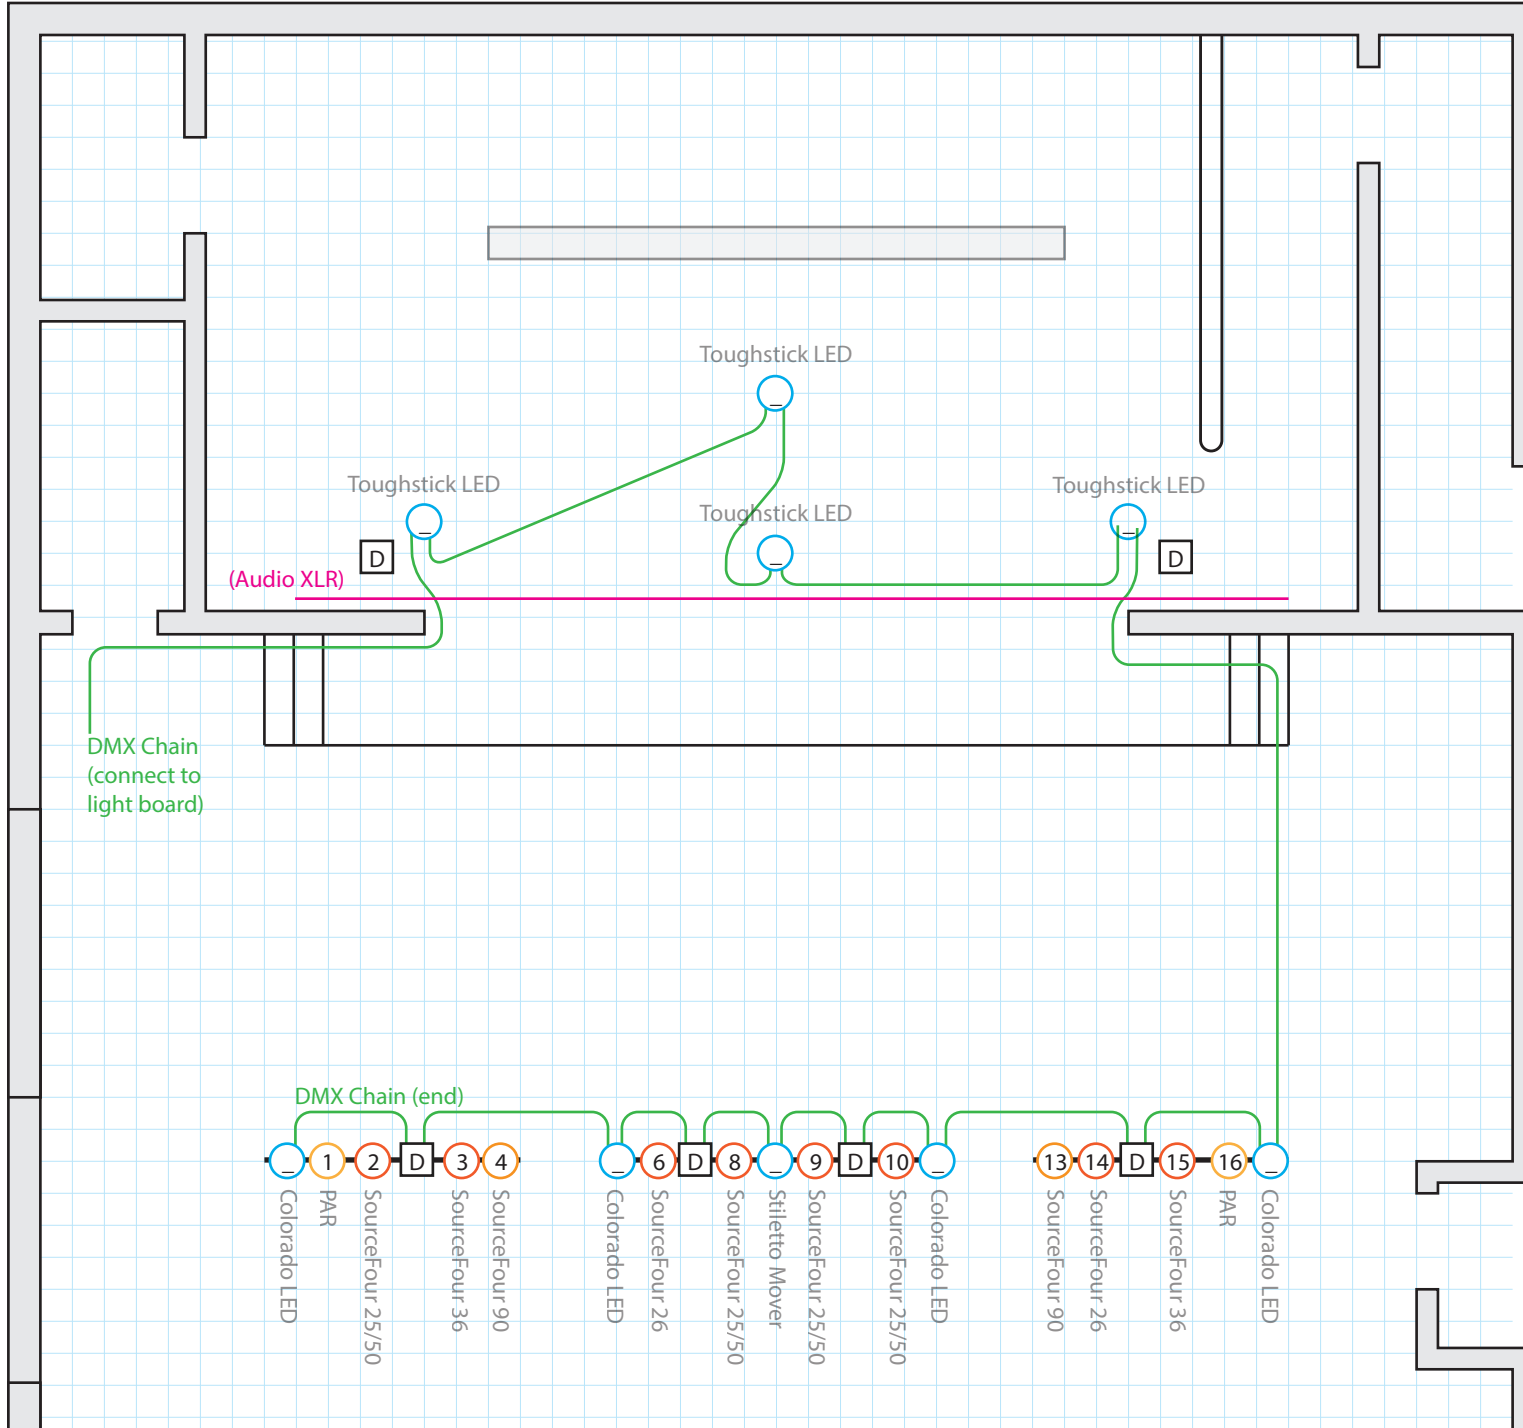 Toughstick LED
_
Toughstick LED
Toughstick LED
Toughstick LED
_
_
_
D
D
(Audio XLR)
DMX Chain
(connect to
light board)
DMX Chain (end)
_ 1 2 D 3 4 _ 6 D 8 _ 9 D 10 _ 13 14 D 15 16 _
Colorado LED
PAR
SourceFour 25/50
SourceFour 36
SourceFour 90
Colorado LED
SourceFour 26
SourceFour 25/50
Stiletto Mover
SourceFour 25/50
SourceFour 25/50
Colorado LED
SourceFour 90
SourceFour 26
SourceFour 36
PAR
Colorado LED